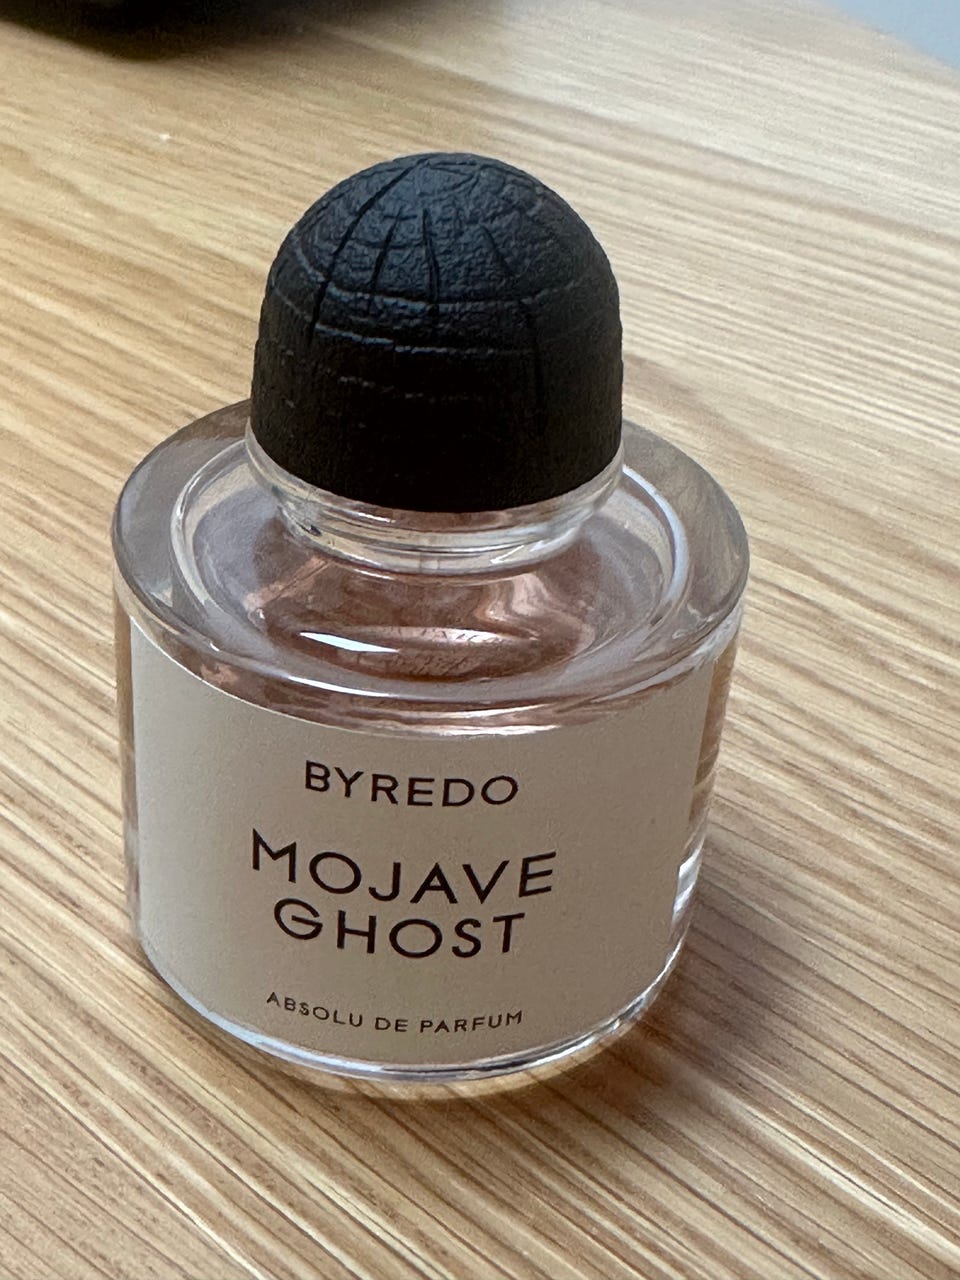 BYREDO
MOJAVE
GHOST
ABSOLU DE PARFUM